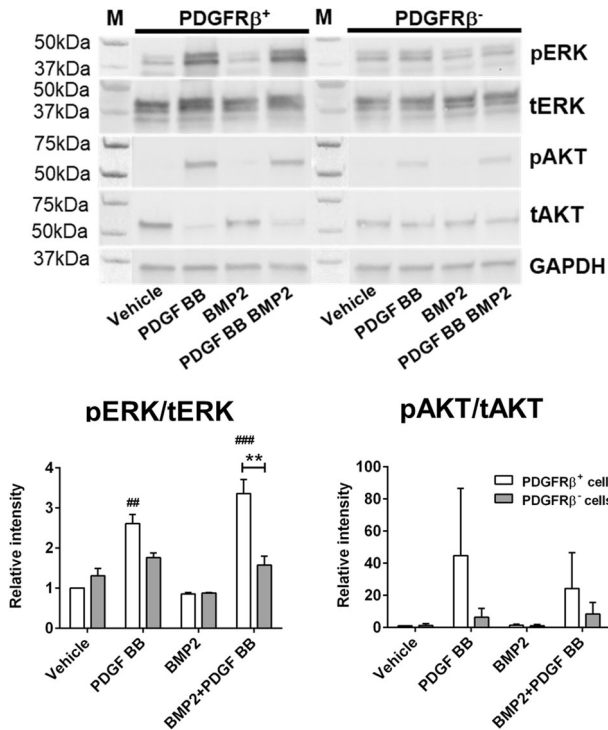 M PDGFRβ⁺ M PDGFRβ⁻
50kDa
37kDa
pERK
50kDa
37kDa
tERK
75kDa
50kDa
pAKT
75kDa
50kDa
tAKT
37kDa
GAPDH
Vehicle PDGF BB BMP2 PDGF BB BMP2 Vehicle PDGF BB BMP2 PDGF BB BMP2
pERK/tERK
Relative intensity
4
3
2
1
0
##
###
**
Vehicle PDGF BB BMP2 BMP2+PDGF BB
pAKT/tAKT
Relative intensity
100
80
60
40
20
0
PDGFRβ⁺ cell
PDGFRβ⁻ cells
Vehicle PDGF BB BMP2 BMP2+PDGF BB